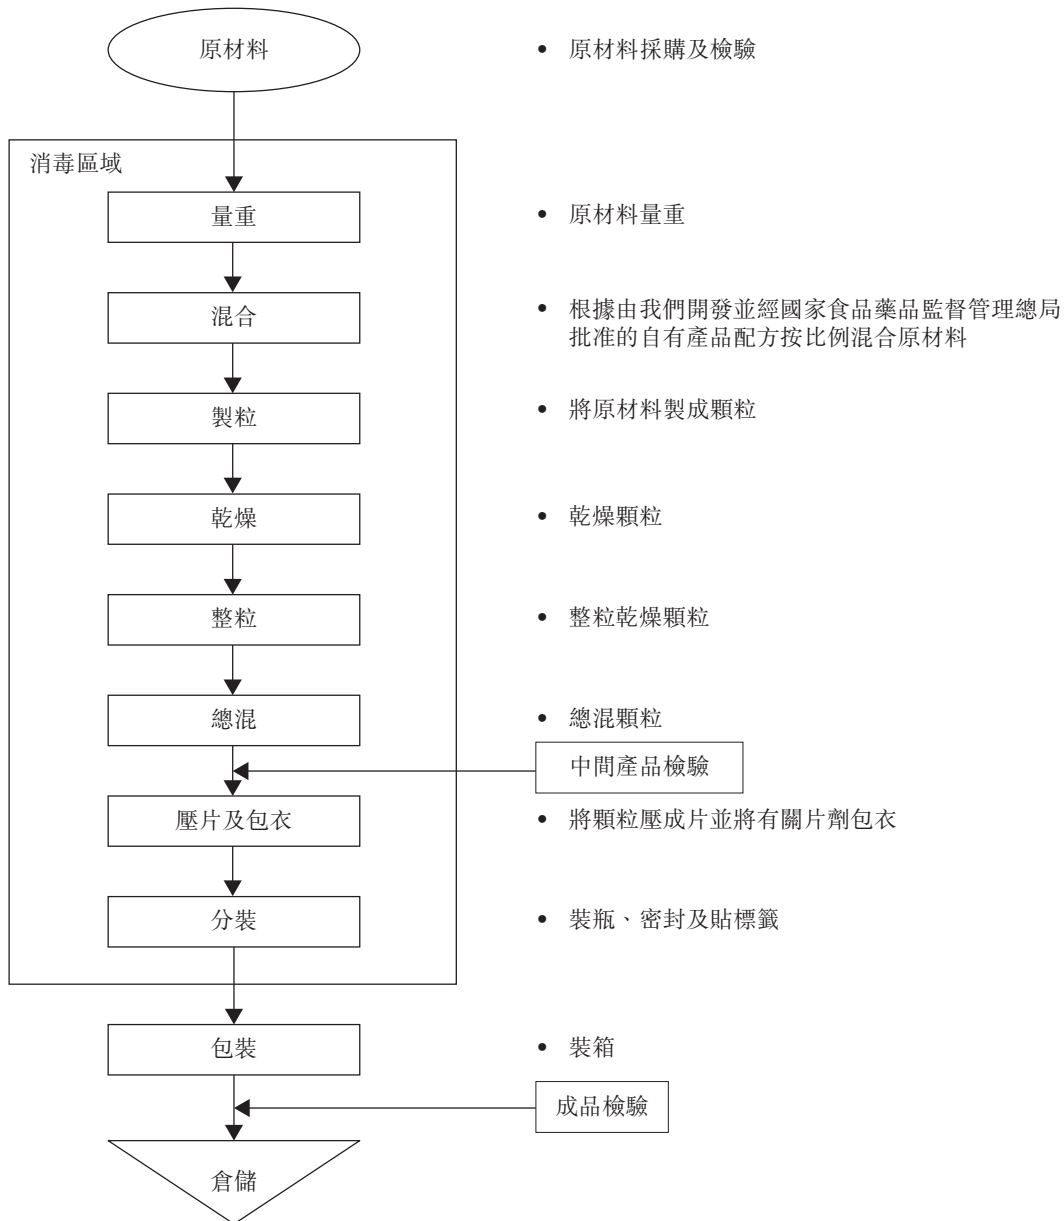 原材料
• 原材料採購及檢驗
消毒區域
量重
• 原材料量重
混合
• 根據由我們開發並經國家食品藥品監督管理總局
批准的自有產品配方按比例混合原材料
製粒
• 將原材料製成顆粒
乾燥
• 乾燥顆粒
整粒
• 整粒乾燥顆粒
總混
• 總混顆粒
中間產品檢驗
壓片及包衣
• 將顆粒壓成片並將有關片劑包衣
分裝
• 裝瓶、密封及貼標籤
包裝
• 裝箱
成品檢驗
倉儲